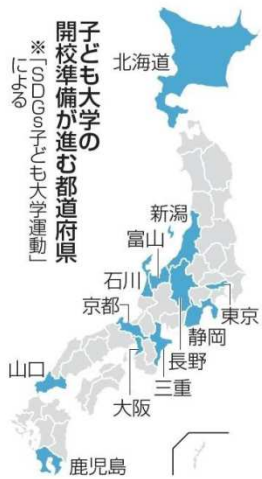 子ども大学の
開校準備が進む都道府県
※「SDGs子ども大学運動」
による
北海道
新潟
富山
石川
京都
山口
東京
静岡
長野
三重
大阪
鹿児島